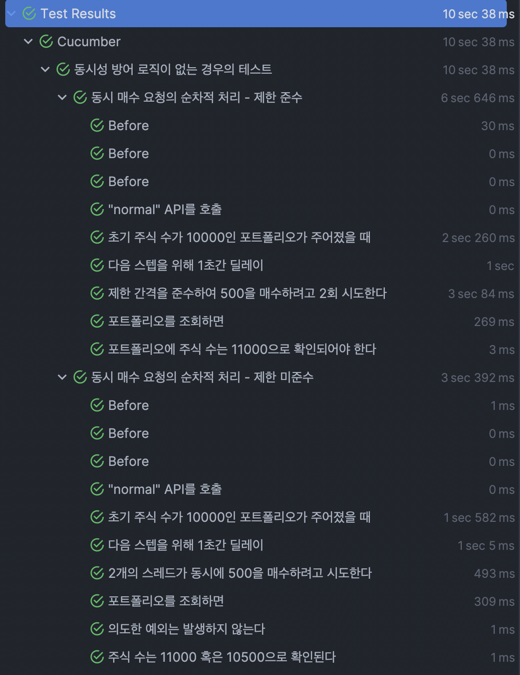 Test Results 10 sec 38 ms
Cucumber 10 sec 38 ms
동시성 방어 로직이 없는 경우의 테스트 10 sec 38 ms
동시 매수 요청의 순차적 처리 - 제한 준수 6 sec 646 ms
Before 30 ms
Before 0 ms
Before 0 ms
"normal" API를 호출 0 ms
초기 주식 수가 10000인 포트폴리오가 주어졌을 때 2 sec 260 ms
다음 스텝을 위해 1초간 딜레이 1 sec
제한 간격을 준수하여 500을 매수하려고 2회 시도한다 3 sec 84 ms
포트폴리오를 조회하면 269 ms
포트폴리오에 주식 수는 11000으로 확인되어야 한다 3 ms
동시 매수 요청의 순차적 처리 - 제한 미준수 3 sec 392 ms
Before 1 ms
Before 0 ms
Before 0 ms
"normal" API를 호출 0 ms
초기 주식 수가 10000인 포트폴리오가 주어졌을 때 1 sec 582 ms
다음 스텝을 위해 1초간 딜레이 1 sec 5 ms
2개의 스레드가 동시에 500을 매수하려고 시도한다 493 ms
포트폴리오를 조회하면 309 ms
의도한 예외는 발생하지 않는다 1 ms
주식 수는 11000 혹은 10500으로 확인된다 1 ms